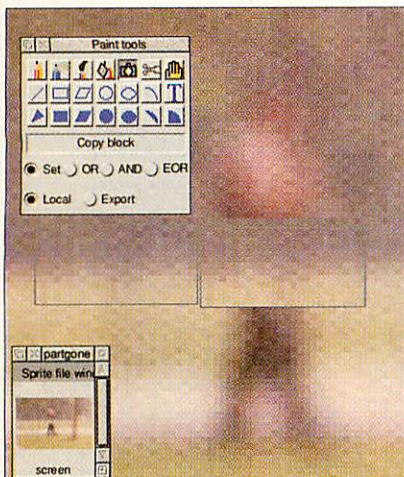 Paint tools
T
Copy block
Set OR AND EOR
Local Export
partgone
Sprite file win
screen